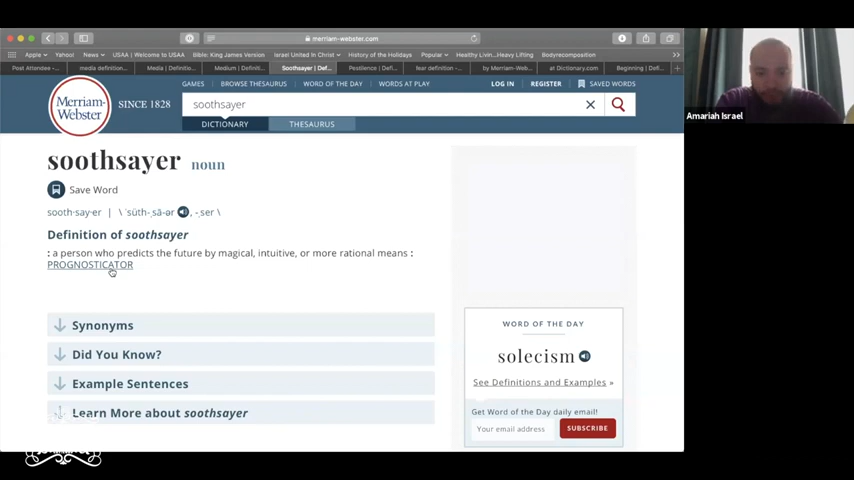 merriam-webster.com
Apple Yahoo! News USAA | Welcome to USAA Bible: King James Version Israel United In Christ History of the Holidays Popular Healthy Livin...Heavy Lifting Bodyrecomposition
Post Attendee -... media definition... Media | Definitio... Medium | Definiti... Soothsayer | Def... Pestilence | Defi... fear definition -... by Merriam-Web... at Dictionary.com Beginning | Defi...
GAMES | BROWSE THESAURUS | WORD OF THE DAY | WORDS AT PLAY LOG IN | REGISTER SAVED WORDS
Merriam-
Webster
SINCE 1828
soothsayer
DICTIONARY THESAURUS
Amariah Israel
soothsayer noun
Save Word
sooth·say·er | \ ˈsüth-ˌsā-ər , -ˌser \
Definition of soothsayer
: a person who predicts the future by magical, intuitive, or more rational means :
PROGNOSTICATOR
Synonyms
Did You Know?
Example Sentences
Learn More about soothsayer
WORD OF THE DAY
solecism
See Definitions and Examples »
Get Word of the Day daily email!
Your email address SUBSCRIBE